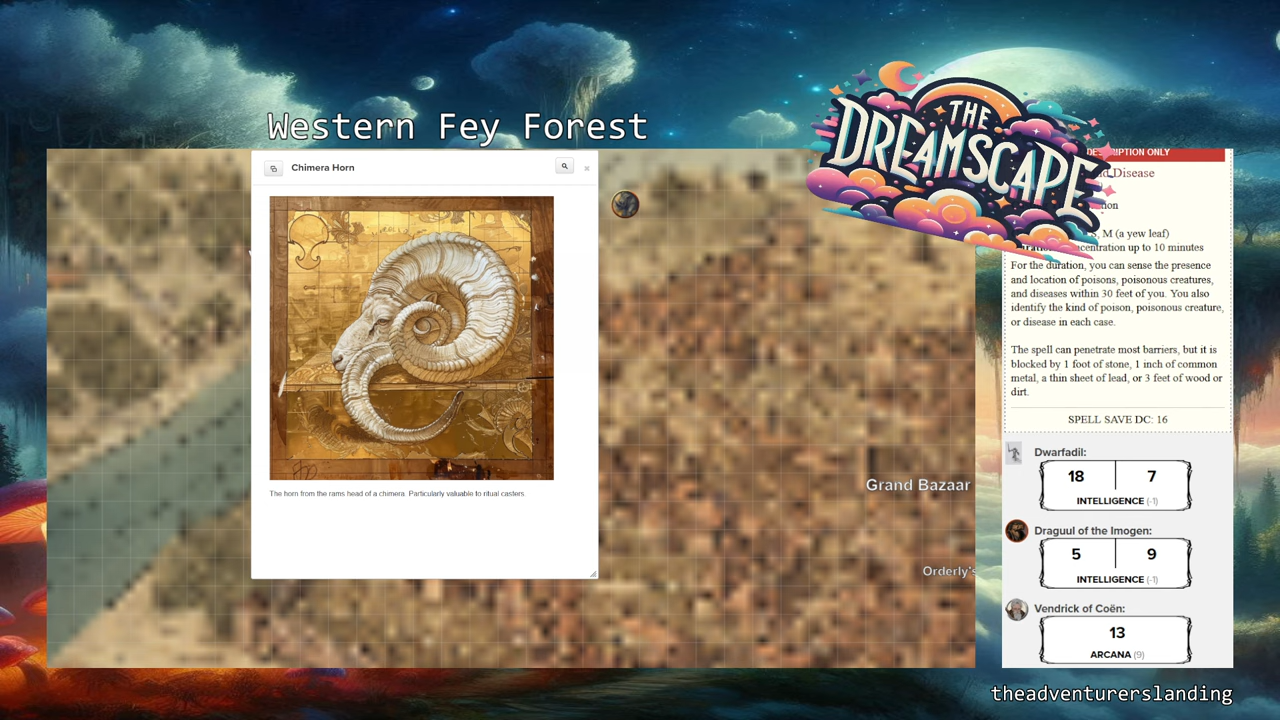 Western Fey Forest
THE
DREAMSCAPE
Chimera Horn
The horn from the rams head of a chimera. Particularly valuable to ritual casters
Grand Bazaar
Orderly's
DESCRIPTION ONLY
Disease
S, M (a yew leaf)
up to 10 minutes
For the duration, you can sense the presence
and location of poisons, poisonous creatures,
and diseases within 30 feet of you. You also
identify the kind of poison, poisonous creature,
or disease in each case.
The spell can penetrate most barriers, but it is
blocked by 1 foot of stone, 1 inch of common
metal, a thin sheet of lead, or 3 feet of wood or
dirt.
SPELL SAVE DC: 16
Dwarfadil:
18 7
INTELLIGENCE (-1)
Draguul of the Imogen:
5 9
INTELLIGENCE (-1)
Vendrick of Coën:
13
ARCANA (9)
theadventurerslanding